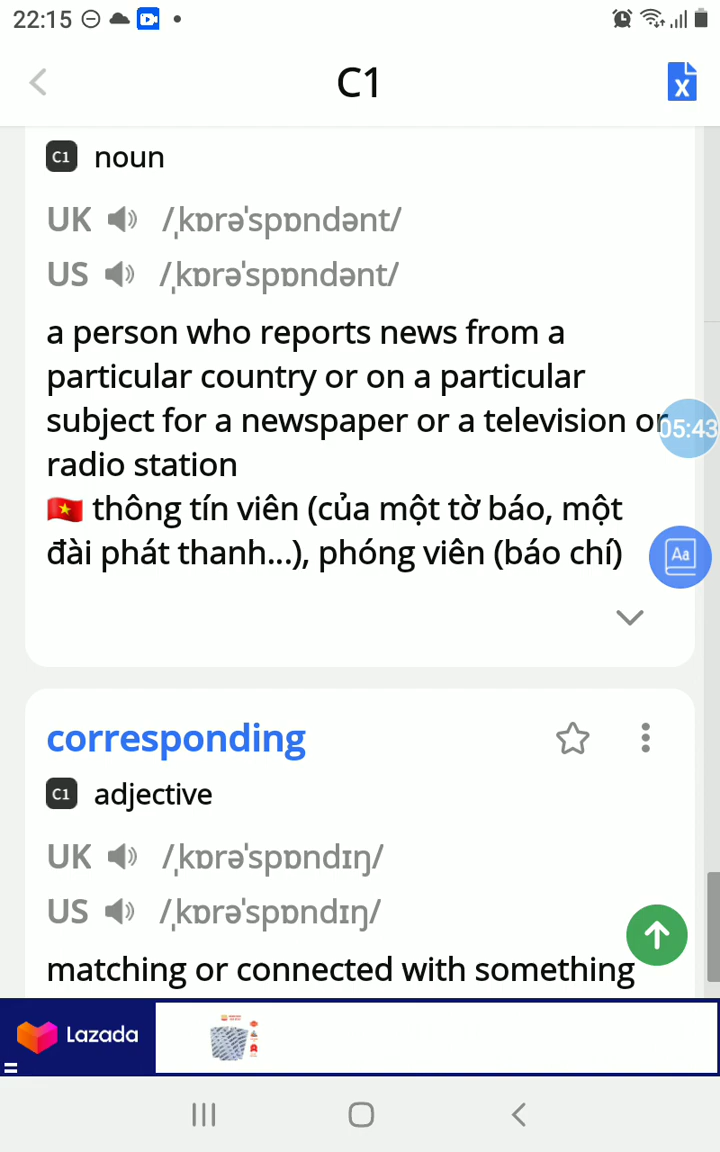 22:15
C1
X
C1 noun
UK /ˌkɒrəˈspɒndənt/
US /ˌkɒrəˈspɒndənt/
a person who reports news from a
particular country or on a particular
subject for a newspaper or a television or
05:43
radio station
thông tín viên (của một tờ báo, một
đài phát thanh...), phóng viên (báo chí)
Aa
corresponding
C1 adjective
UK /ˌkɒrəˈspɒndɪŋ/
US /ˌkɒrəˈspɒndɪŋ/
matching or connected with something
Lazada